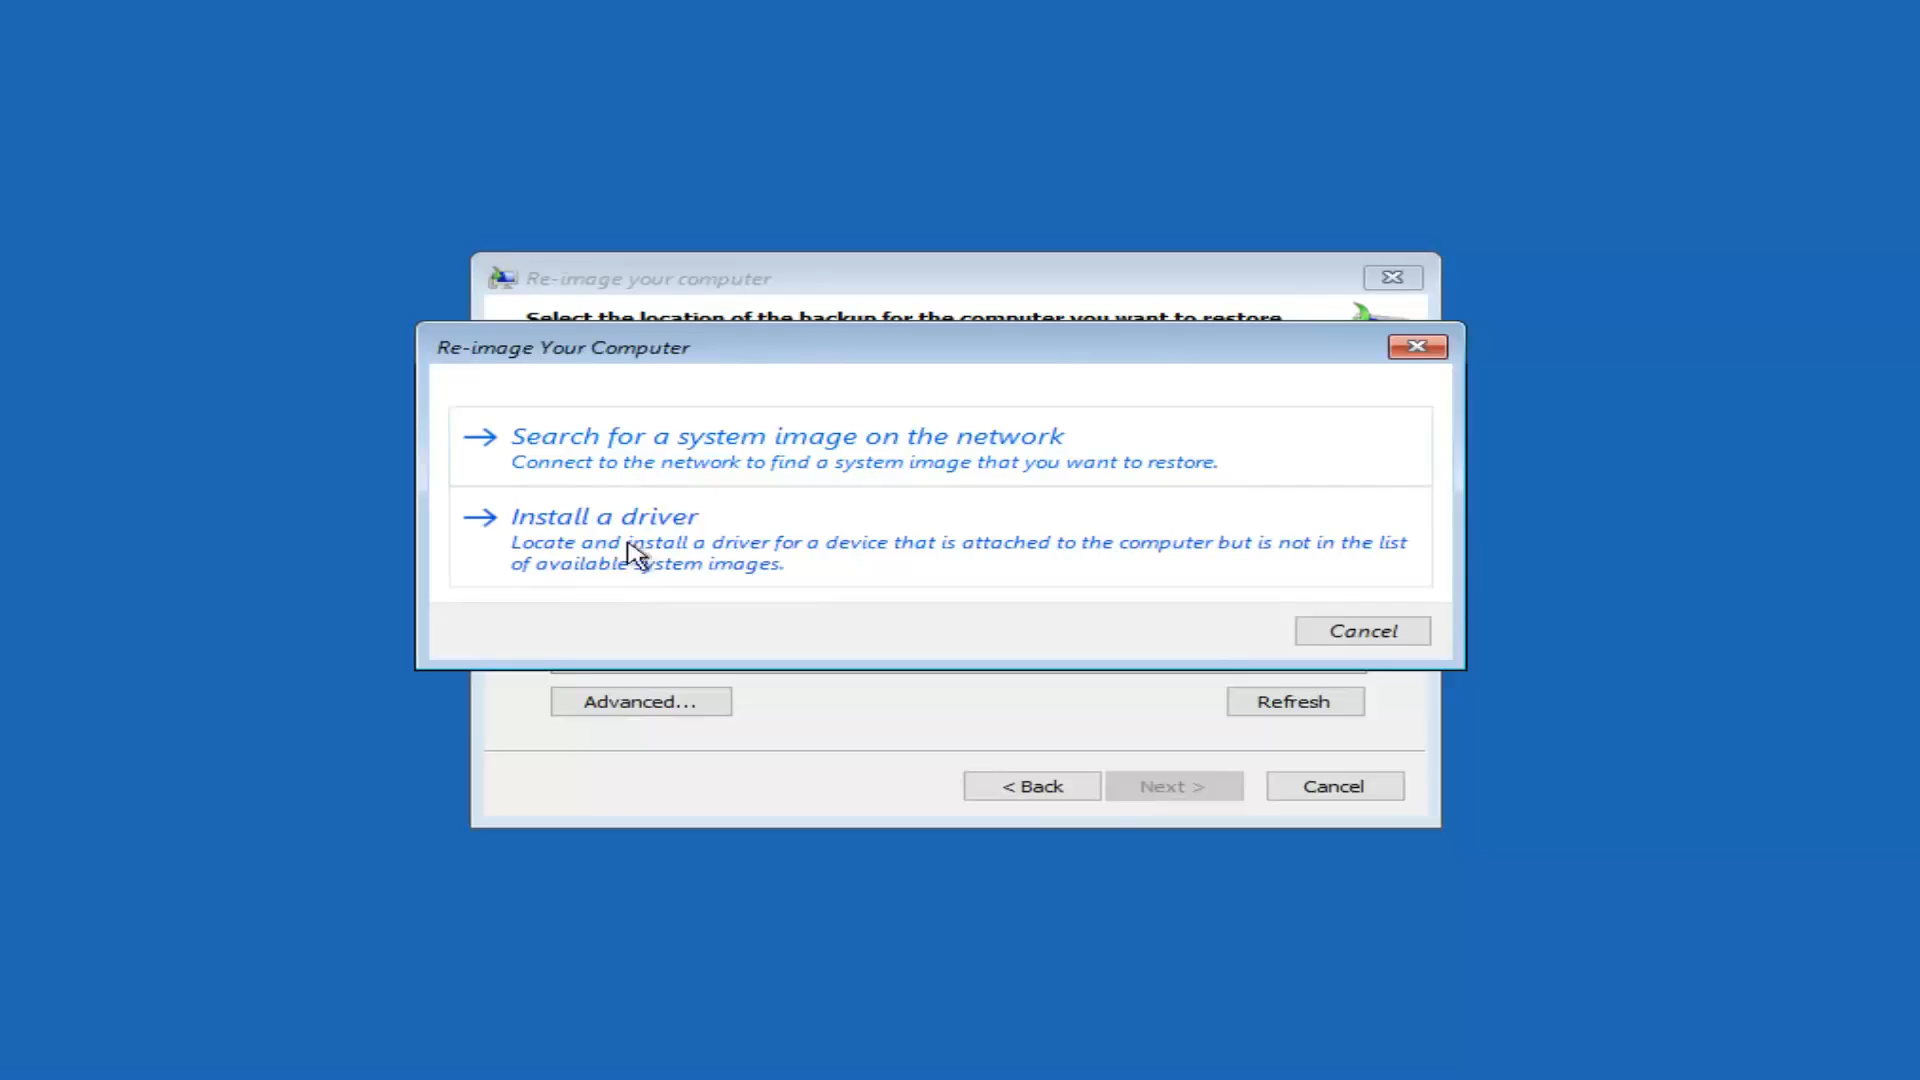 Re-image your computer
Select the location of the backup for the computer you want to restore.
Re-image Your Computer
Search for a system image on the network
Connect to the network to find a system image that you want to restore.
Install a driver
Locate and install a driver for a device that is attached to the computer but is not in the list
of available system images.
Cancel
Advanced...
Refresh
< Back
Next >
Cancel